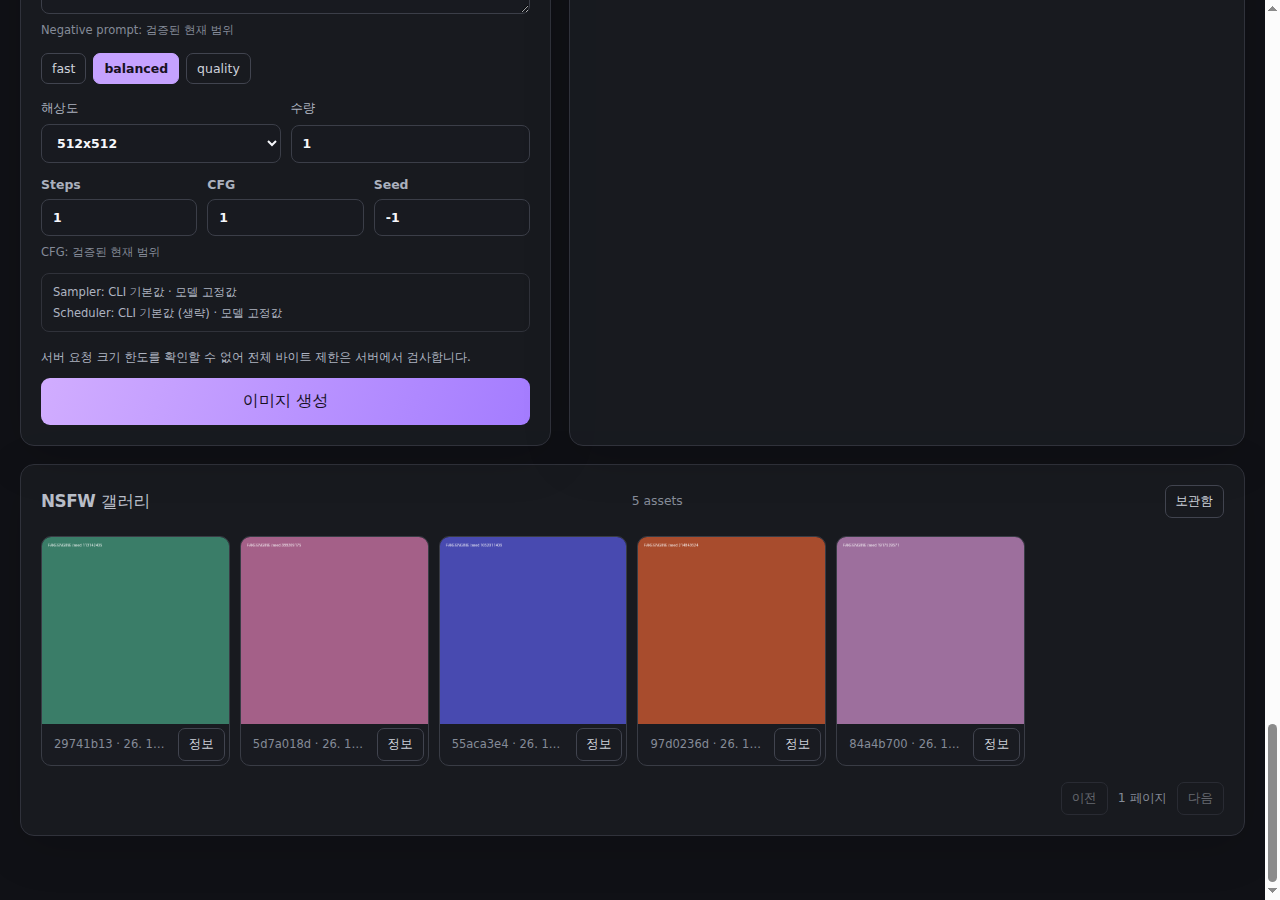 Negative prompt: 검증된 현재 범위
fast
balanced
quality
해상도
수량
512x512
1
Steps
CFG
Seed
1
1
-1
CFG: 검증된 현재 범위
Sampler: CLI 기본값 · 모델 고정값
Scheduler: CLI 기본값 (생략) · 모델 고정값
서버 요청 크기 한도를 확인할 수 없어 전체 바이트 제한은 서버에서 검사합니다.
이미지 생성
NSFW 갤러리
5 assets
보관함
29741b13 · 26. 1…
정보
5d7a018d · 26. 1…
정보
55aca3e4 · 26. 1…
정보
97d0236d · 26. 1…
정보
84a4b700 · 26. 1…
정보
이전
1 페이지
다음